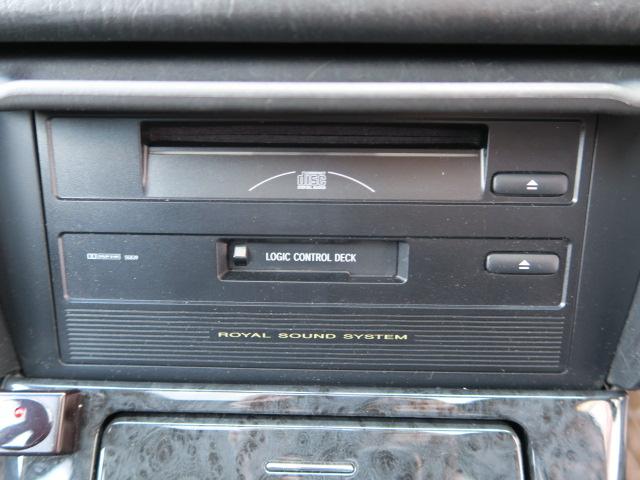 disc
LOGIC CONTROL DECK
ROYAL SOUND SYSTEM